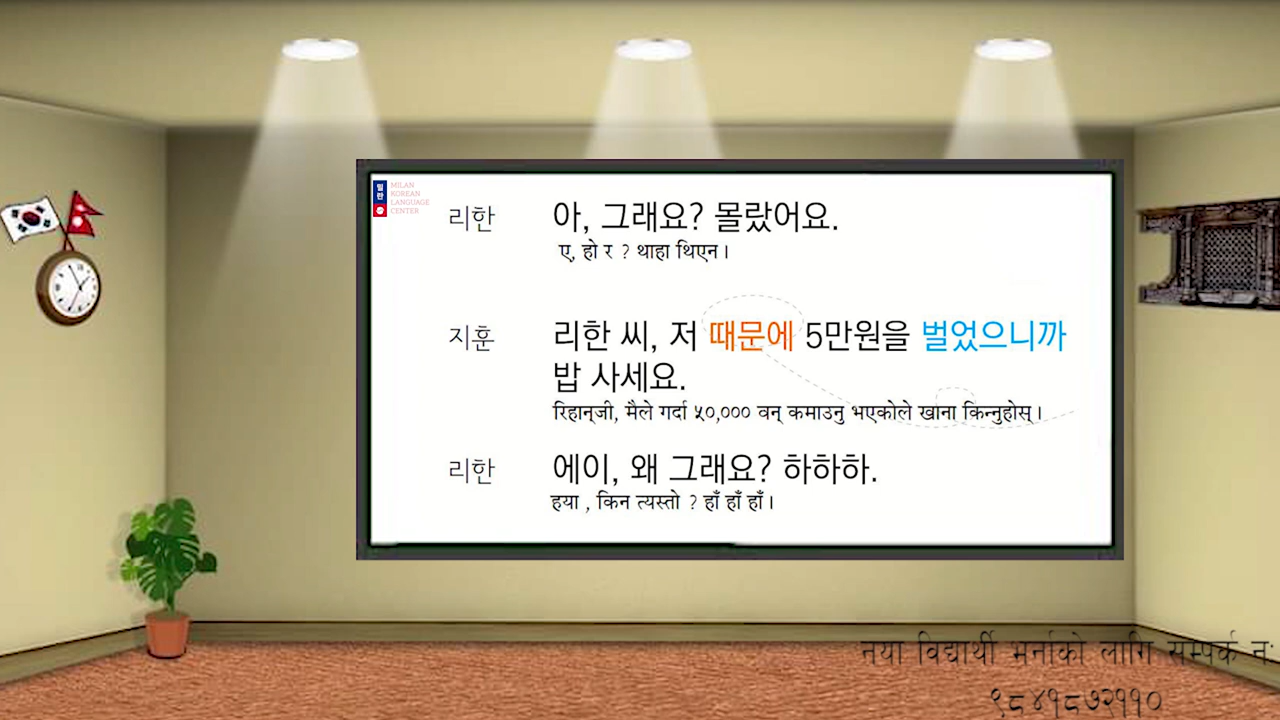 밀란
MILAN
KOREAN
LANGUAGE
CENTER
리한 아, 그래요? 몰랐어요.
ए, हो र ? थाहा थिएन ।
지훈 리한 씨, 저 때문에 5만원을 벌었으니까
밥 사세요.
रिहान्‌जी, मैले गर्दा ५०,००० वन् कमाउनु भएकोले खाना किन्नुहोस् ।
리한 에이, 왜 그래요? 하하하.
हया , किन त्यस्तो ? हाँ हाँ हाँ ।
नया विद्यार्थी भर्नाको लागि सम्पर्क नः
९८४१८७२११०